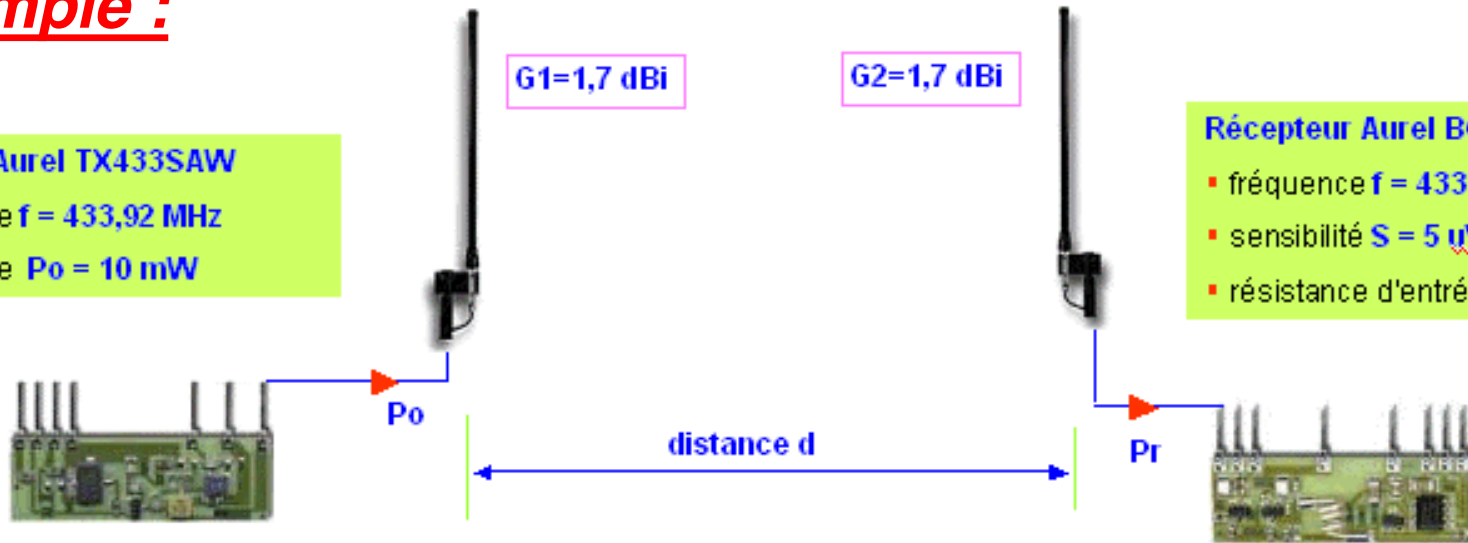 mple :
G1=1,7 dBi
G2=1,7 dBi
Aurel TX433SAW
e f = 433,92 MHz
e Po = 10 mW
Récepteur Aurel B
▪ fréquence f = 433
▪ sensibilité S = 5 u
▪ résistance d'entré
Po
distance d
Pr